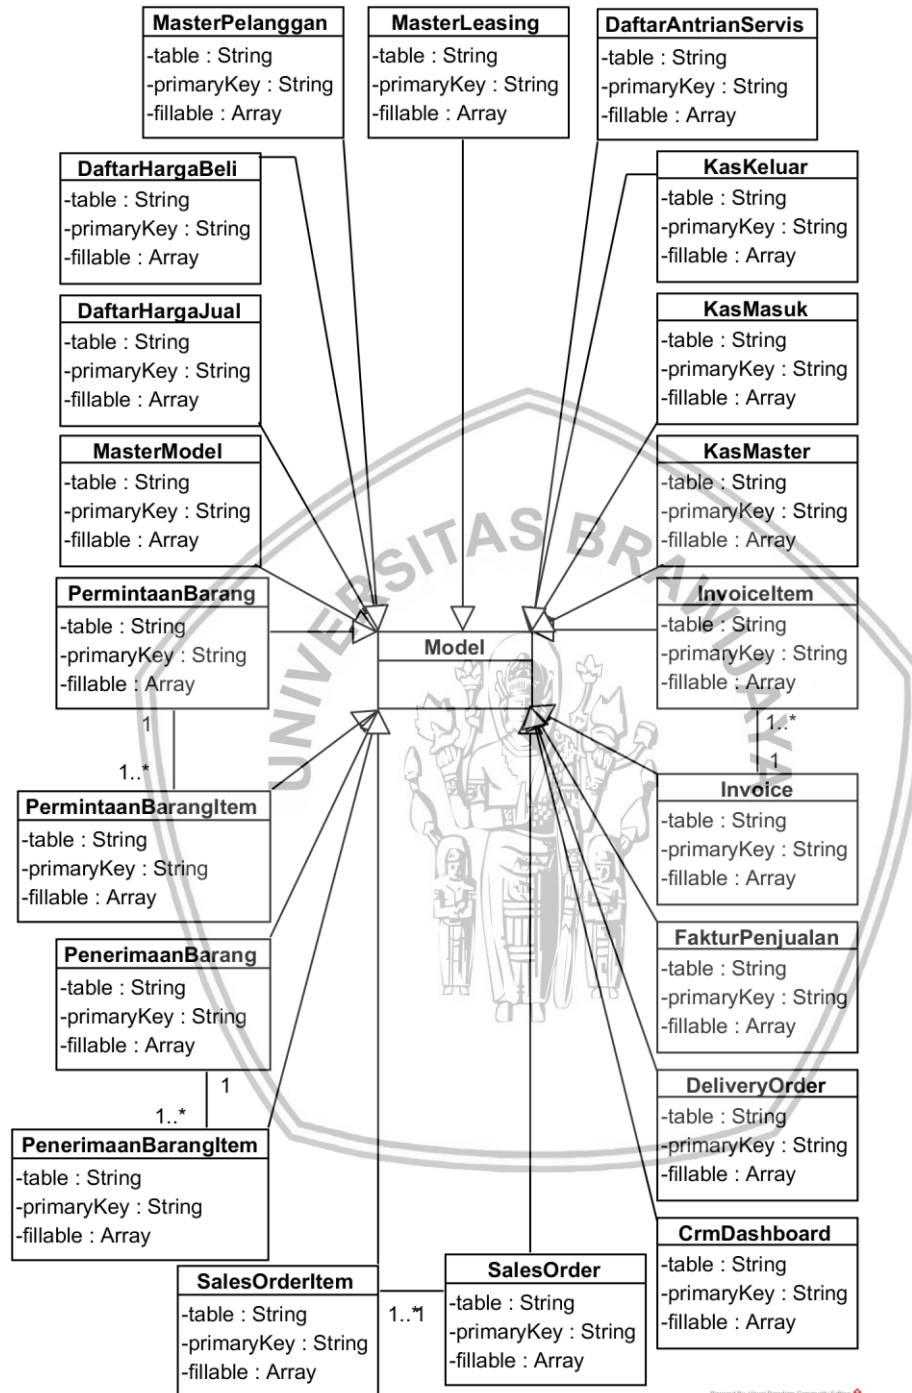 MasterPelanggan
-table : String
-primaryKey : String
-fillable : Array
MasterLeasing
-table : String
-primaryKey : String
-fillable : Array
DaftarAntrianServis
-table : String
-primaryKey : String
-fillable : Array
DaftarHargaBeli
-table : String
-primaryKey : String
-fillable : Array
KasKeluar
-table : String
-primaryKey : String
-fillable : Array
DaftarHargaJual
-table : String
-primaryKey : String
-fillable : Array
KasMasuk
-table : String
-primaryKey : String
-fillable : Array
MasterModel
-table : String
-primaryKey : String
-fillable : Array
KasMaster
-table : String
-primaryKey : String
-fillable : Array
UNIVERSITAS BRAWIJAYA
PermintaanBarang
-table : String
-primaryKey : String
-fillable : Array
Model
InvoiceItem
-table : String
-primaryKey : String
-fillable : Array
1
1..*
1..*
1
PermintaanBarangItem
-table : String
-primaryKey : String
-fillable : Array
Invoice
-table : String
-primaryKey : String
-fillable : Array
PenerimaanBarang
-table : String
-primaryKey : String
-fillable : Array
FakturPenjualan
-table : String
-primaryKey : String
-fillable : Array
1
1..*
PenerimaanBarangItem
-table : String
-primaryKey : String
-fillable : Array
DeliveryOrder
-table : String
-primaryKey : String
-fillable : Array
SalesOrderItem
-table : String
-primaryKey : String
-fillable : Array
1..*
1
SalesOrder
-table : String
-primaryKey : String
-fillable : Array
CrmDashboard
-table : String
-primaryKey : String
-fillable : Array